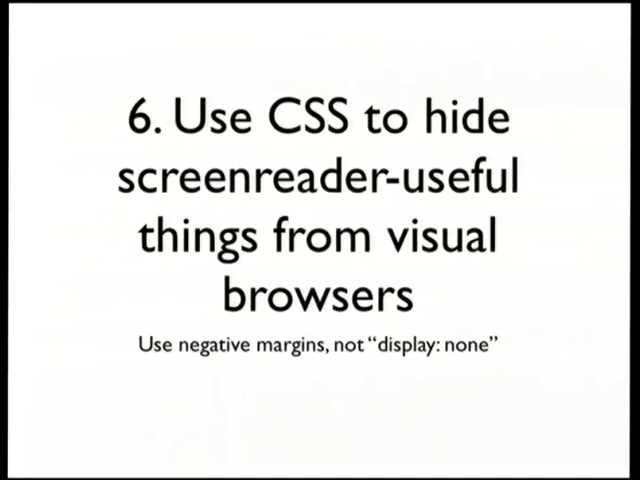 6. Use CSS to hide
screenreader-useful
things from visual
browsers
Use negative margins, not “display: none”